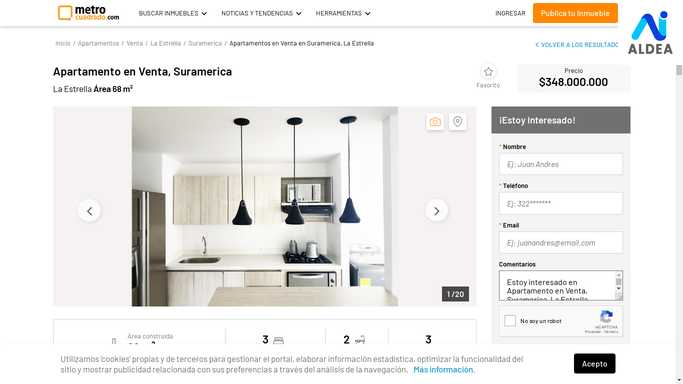 metro
cuadrado.com
BUSCAR INMUEBLES
NOTICIAS Y TENDENCIAS
HERRAMIENTAS
INGRESAR
Publica tu inmueble
ALDEA
Inicio / Apartamentos / Venta / La Estrella / Suramerica / Apartamentos en Venta en Suramerica, La Estrella
VOLVER A LOS RESULTADO
Apartamento en Venta, Suramerica
La Estrella Área 68 m²
Favorito
Precio
$348.000.000
1 / 20
¡Estoy Interesado!
* Nombre
Ej: Juan Andres
* Teléfono
Ej: 322*******
* Email
Ej: juanandres@email.com
Comentarios
Estoy interesado en
Apartamento en Venta,
Suramerica, La Estrella
No soy un robot
reCAPTCHA
Privacidad - Términos
Área construida
3
2
3
Utilizamos 'cookies' propias y de terceros para gestionar el portal, elaborar información estadística, optimizar la funcionalidad del
sitio y mostrar publicidad relacionada con sus preferencias a través del análisis de la navegación. Más información.
Acepto